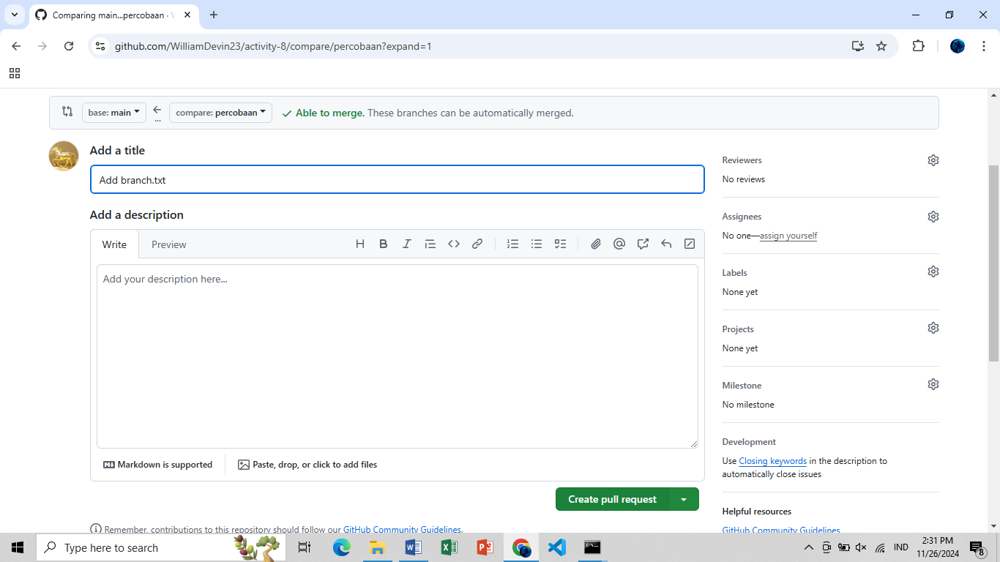 Comparing main...percobaan ·
github.com/WilliamDevin23/activity-8/compare/percobaan?expand=1
base: main
...
compare: percobaan
Able to merge. These branches can be automatically merged.
Add a title
Add branch.txt
Add a description
Write
Preview
Add your description here...
Markdown is supported
Paste, drop, or click to add files
Create pull request
Remember, contributions to this repository should follow our GitHub Community Guidelines.
Reviewers
No reviews
Assignees
No one—assign yourself
Labels
None yet
Projects
None yet
Milestone
No milestone
Development
Use Closing keywords in the description to
automatically close issues
Helpful resources
GitHub Community Guidelines
Type here to search
IND
2:31 PM
11/26/2024
8